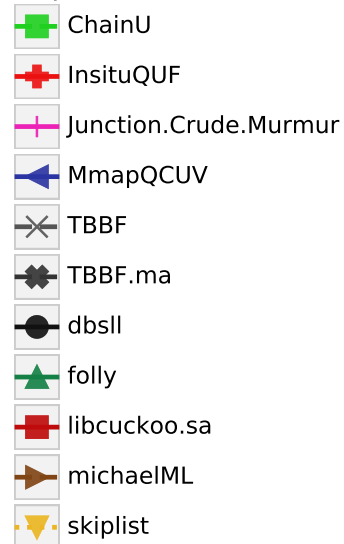 ChainU
InsituQUF
Junction.Crude.Murmur
MmapQCUV
TBBF
TBBF.ma
dbsll
folly
libcuckoo.sa
michaelML
skiplist